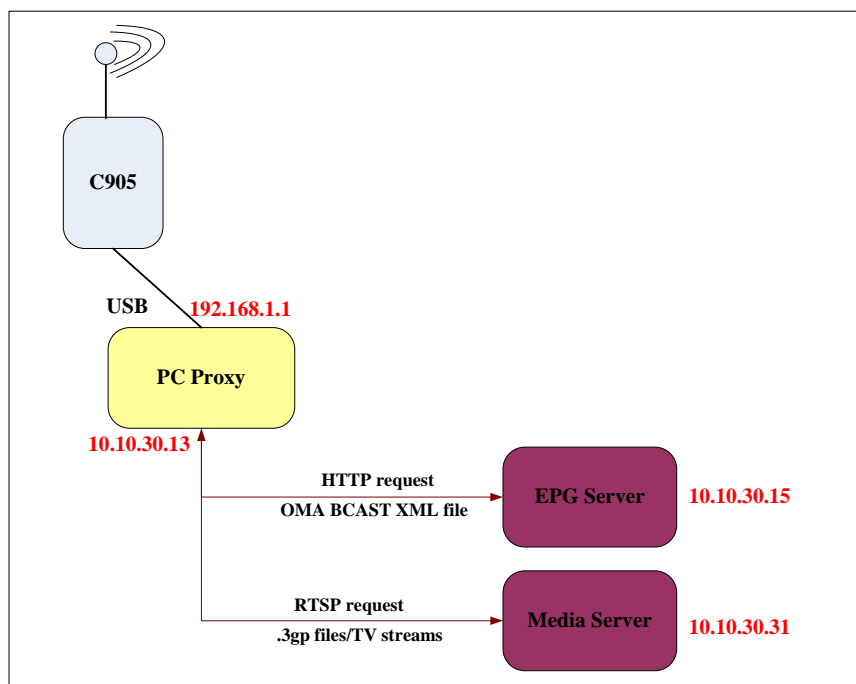 C905
USB
192.168.1.1
PC Proxy
10.10.30.13
HTTP request
OMA BCAST XML file
EPG Server
10.10.30.15
RTSP request
.3gp files/TV streams
Media Server
10.10.30.31